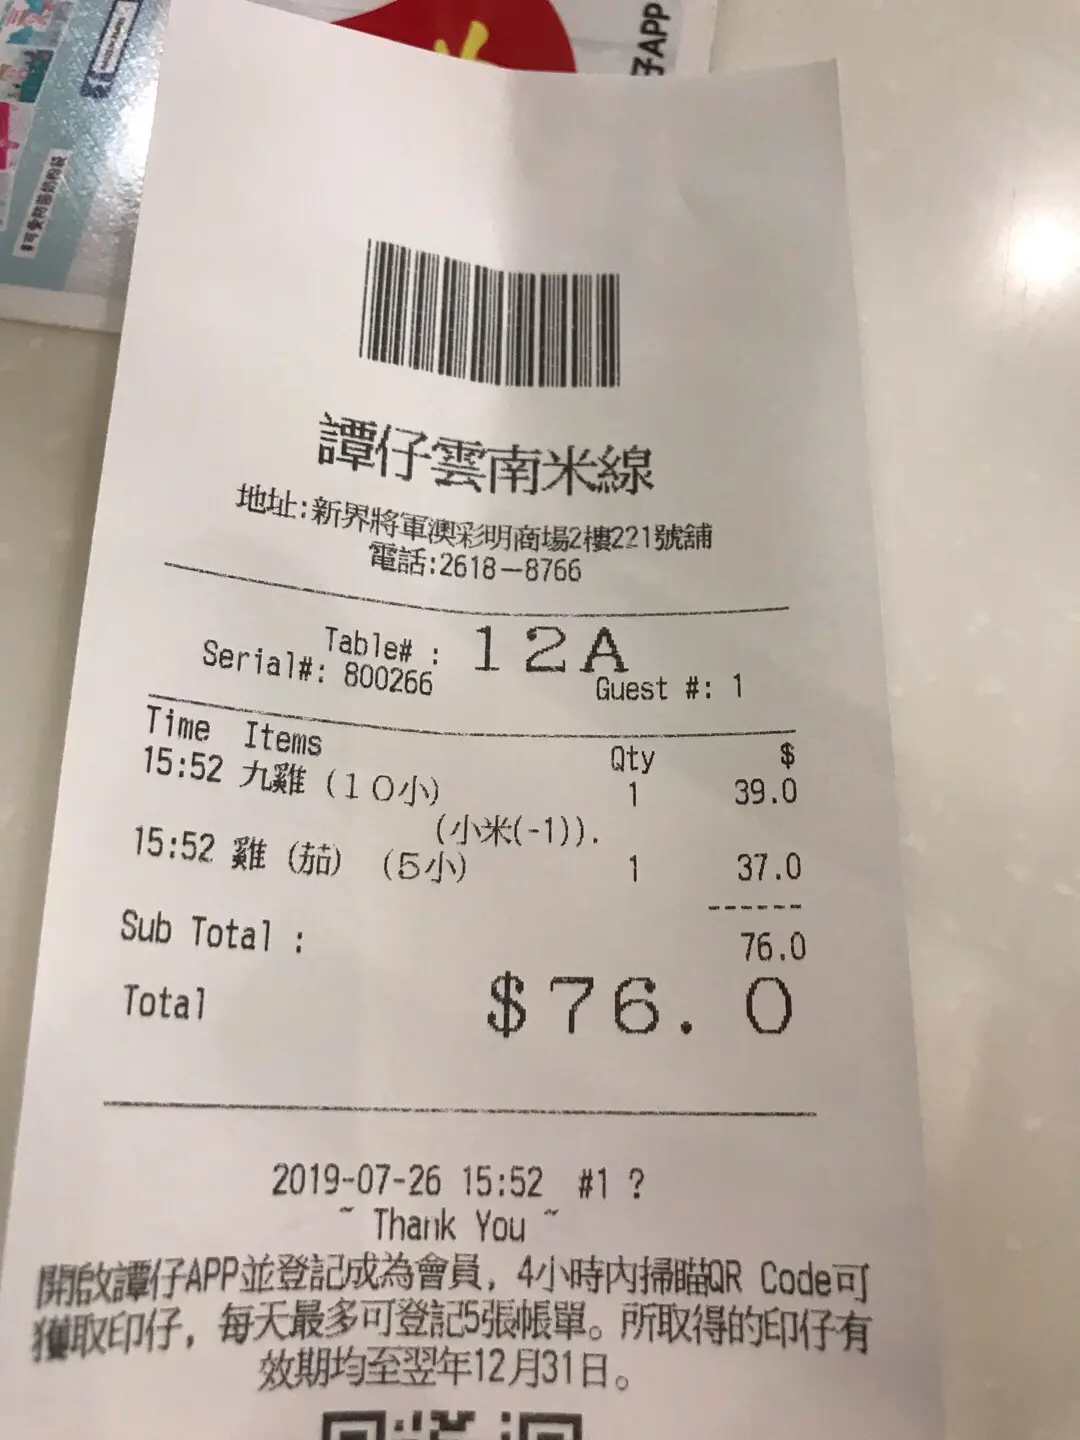 仔APP
譚仔雲南米線
地址:新界將軍澳彩明商場2樓221號舖
電話:2618-8766
Table# : 12A
Serial#: 800266 Guest #: 1
Time Items Qty $
15:52 九雞 (10小) 1 39.0
(小米(-1)).
15:52 雞 (茄) (5小) 1 37.0
------
Sub Total : 76.0
Total $76.0
2019-07-26 15:52 #1 ?
~ Thank You ~
開啟譚仔APP並登記成為會員, 4小時內掃瞄QR Code可
獲取印仔, 每天最多可登記5張帳單。所取得的印仔有
效期均至翌年12月31日。